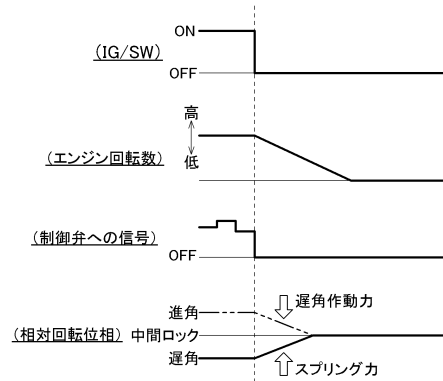 ON
(IG/SW)
OFF
高
(エンジン回転数)
低
(制御弁への信号)
OFF
進角
遅角作動力
(相対回転位相)
中間ロック
遅角
スプリング力